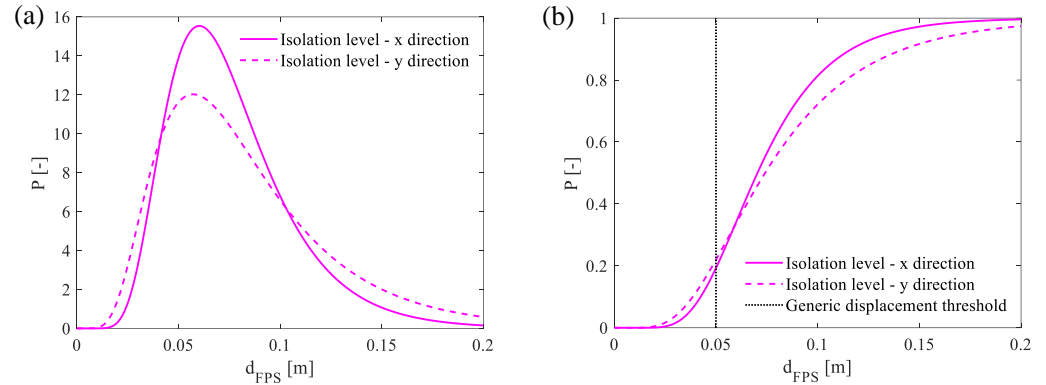 (a)
16
14
12
10
8
6
4
2
0
P [-]
Isolation level - x direction
Isolation level - y direction
0 0.05 0.1 0.15 0.2
d_FPS [m]
(b)
1
0.8
0.6
0.4
0.2
0
P [-]
Isolation level - x direction
Isolation level - y direction
Generic displacement threshold
0 0.05 0.1 0.15 0.2
d_FPS [m]